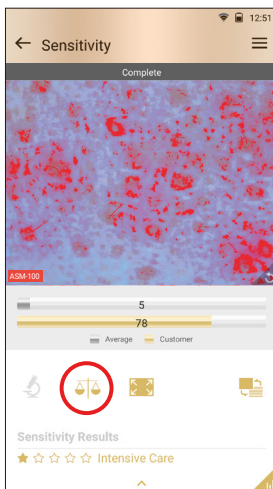 12:51
Sensitivity
Complete
ASM-100
5
78
Average Customer
Sensitivity Results
Intensive Care